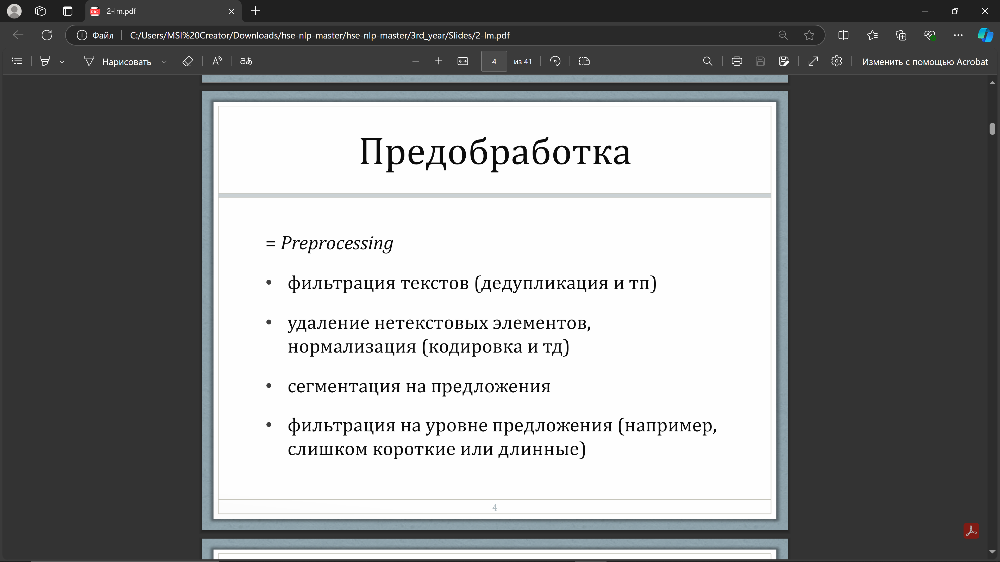 2-lm.pdf
Файл C:/Users/MSI%20Creator/Downloads/hse-nlp-master/hse-nlp-master/3rd_year/Slides/2-lm.pdf
Нарисовать A aあ 4 из 41 Изменить с помощью Acrobat
Предобработка
= Preprocessing
• фильтрация текстов (дедупликация и тп)
• удаление нетекстовых элементов,
нормализация (кодировка и тд)
• сегментация на предложения
• фильтрация на уровне предложения (например,
слишком короткие или длинные)
4